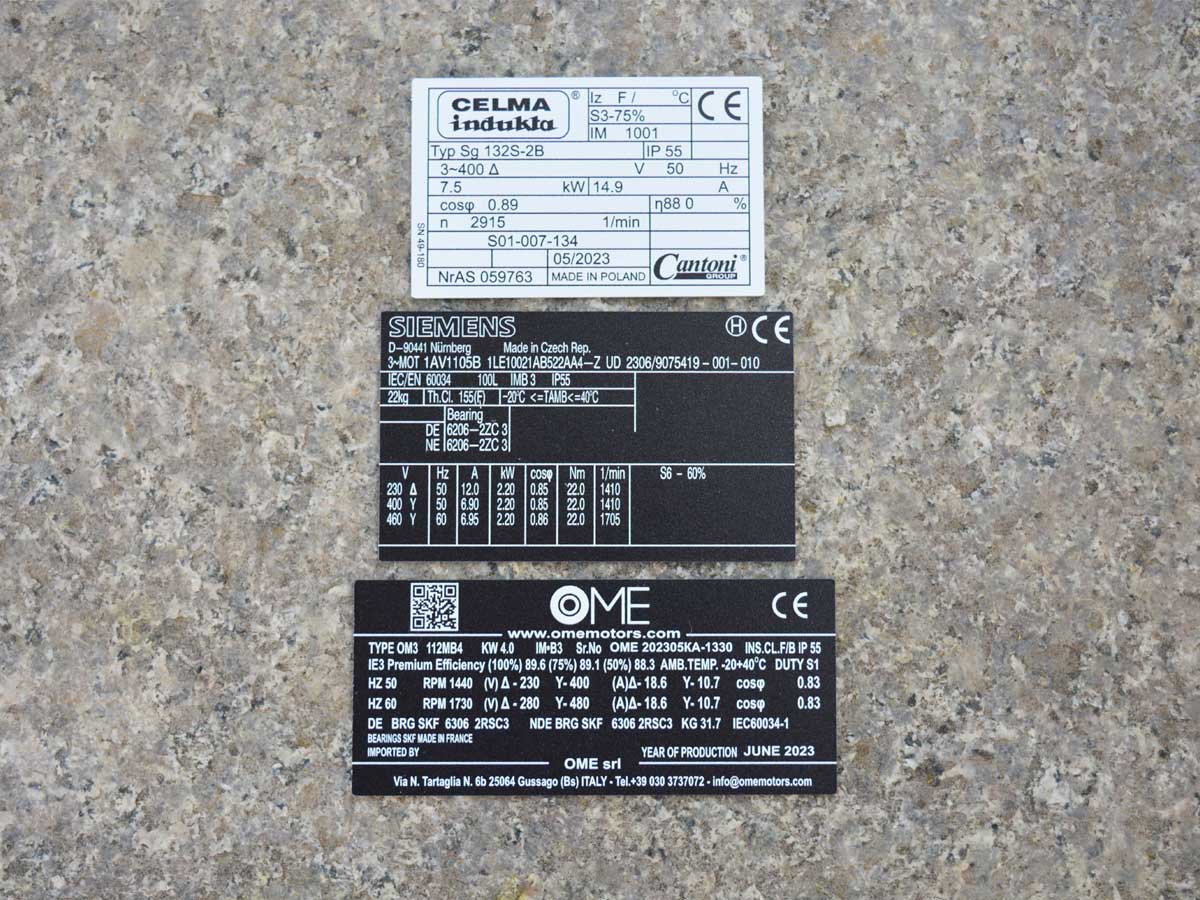 CELMA ®
indukta
Iz F/ °C
S3-75%
IM 1001
CE
Typ Sg 132S-2B IP 55
3~400 Δ V 50 Hz
7.5 kW 14.9 A
cosφ 0.89 η88 0 %
n 2915 1/min
S01-007-134
05/2023
NrAS 059763 MADE IN POLAND
Cantoni ®
GROUP
SN 49-180
SIEMENS
H CE
D-90441 Nürnberg Made in Czech Rep.
3~MOT 1AV1105B 1LE10021AB522AA4-Z UD 2306/9075419-001-010
IEC/EN 60034 100L IMB3 IP55
22kg Th.Cl. 155(F) -20°C <=TAMB<=40°C
Bearing
DE 6206-2ZC3
NE 6206-2ZC3
V Hz A kW cosφ Nm 1/min S6 - 60%
230 Δ 50 12.0 2.20 0.85 22.0 1410
400 Y 50 6.90 2.20 0.85 22.0 1410
460 Y 60 6.95 2.20 0.86 22.0 1705
OME CE
www.omemotors.com
TYPE OM3 112MB4 KW 4.0 IM•B3 Sr.No OME 202305KA-1330 INS.CL.F/B IP 55
IE3 Premium Efficiency (100%) 89.6 (75%) 89.1 (50%) 88.3 AMB.TEMP. -20+40°C DUTY S1
HZ 50 RPM 1440 (V) Δ - 230 Y- 400 (A)Δ- 18.6 Y- 10.7 cosφ 0.83
HZ 60 RPM 1730 (V) Δ - 280 Y- 480 (A)Δ- 18.6 Y- 10.7 cosφ 0.83
DE BRG SKF 6306 2RSC3 NDE BRG SKF 6306 2RSC3 KG 31.7 IEC60034-1
BEARINGS SKF MADE IN FRANCE
IMPORTED BY YEAR OF PRODUCTION JUNE 2023
OME srl
Via N. Tartaglia N. 6b 25064 Gussago (Bs) ITALY - Tel.+39 030 3737072 - info@omemotors.com